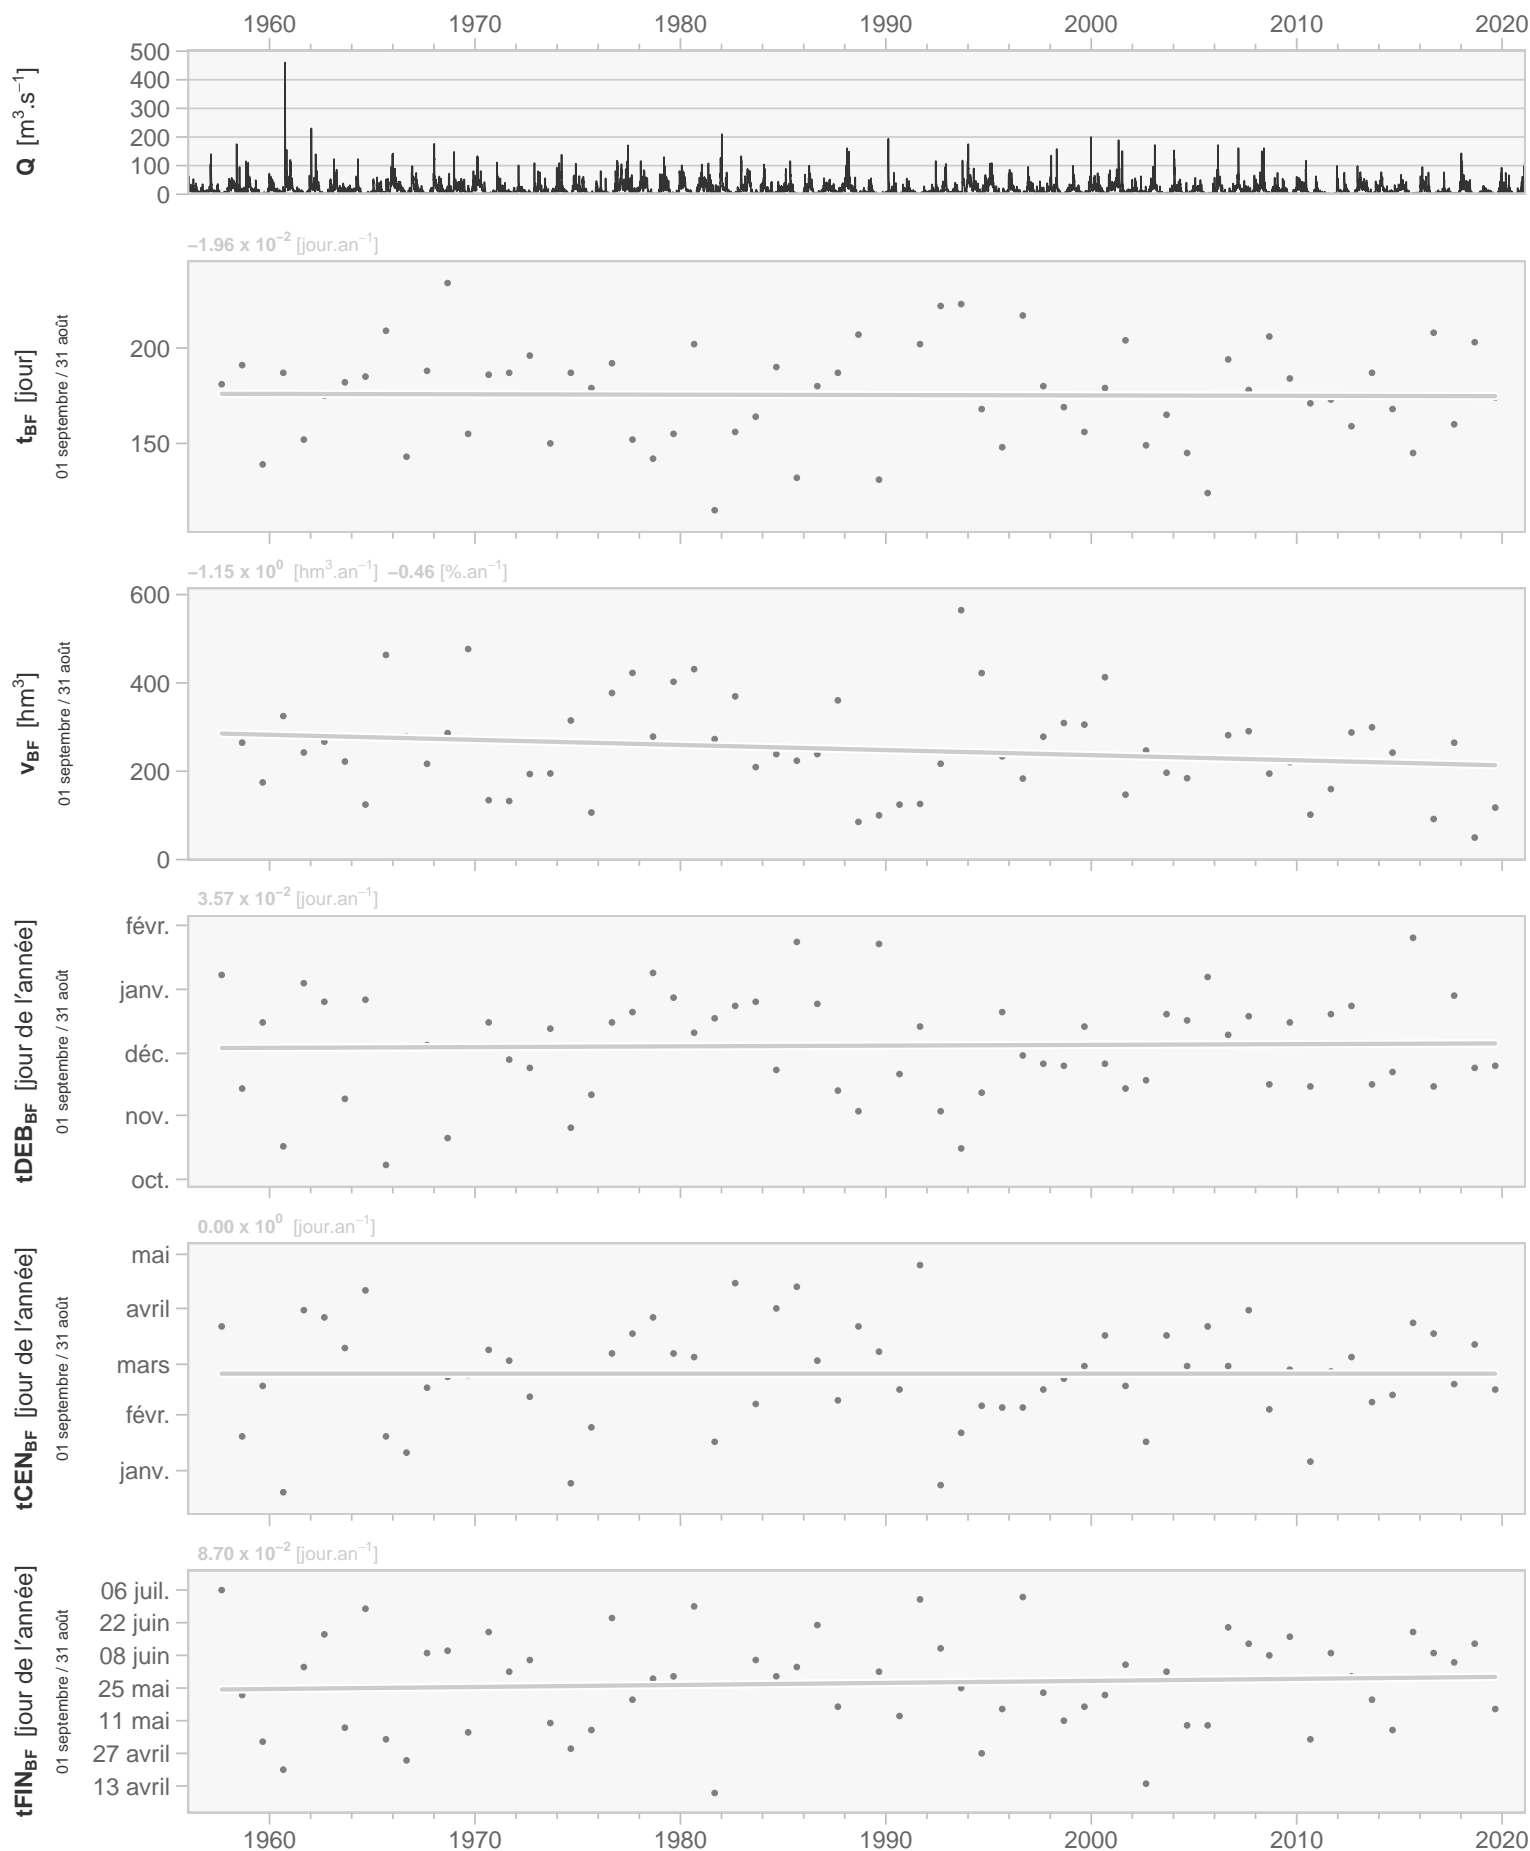 1960 1970 1980 1990 2000 2010 2020
Q [m³.s⁻¹]
500
400
300
200
100
0
−1.96 x 10⁻² [jour.an⁻¹]
tBF [jour]
01 septembre / 31 août
200
150
−1.15 x 10⁰ [hm³.an⁻¹] −0.46 [%.an⁻¹]
vBF [hm³]
01 septembre / 31 août
600
400
200
0
3.57 x 10⁻² [jour.an⁻¹]
tDEBBF [jour de l'année]
01 septembre / 31 août
févr.
janv.
déc.
nov.
oct.
0.00 x 10⁰ [jour.an⁻¹]
tCENBF [jour de l'année]
01 septembre / 31 août
mai
avril
mars
févr.
janv.
8.70 x 10⁻² [jour.an⁻¹]
tFINBF [jour de l'année]
01 septembre / 31 août
06 juil.
22 juin
08 juin
25 mai
11 mai
27 avril
13 avril
1960 1970 1980 1990 2000 2010 2020